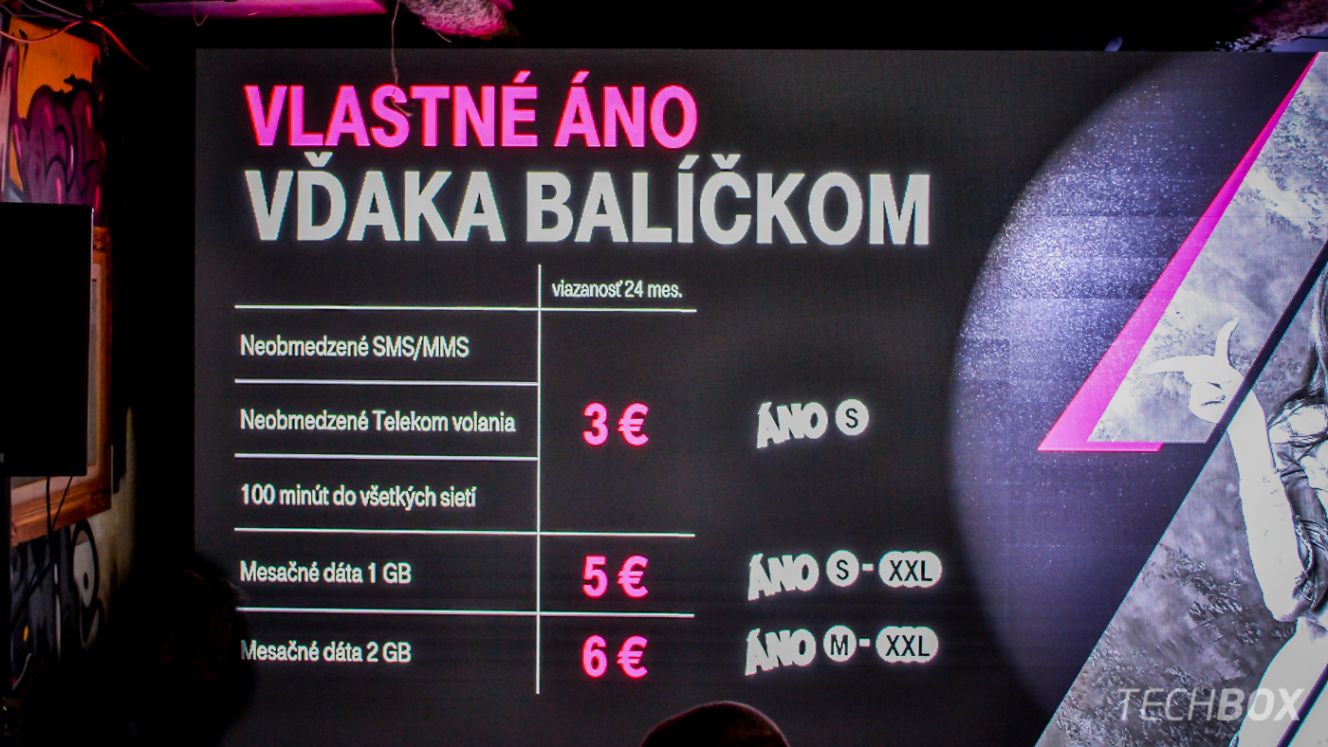 VLASTNÉ ÁNO
VĎAKA BALÍČKOM
viazanosť 24 mes.
Neobmedzené SMS/MMS
Neobmedzené Telekom volania
3 €
ÁNO S
100 minút do všetkých sietí
Mesačné dáta 1 GB
5 €
ÁNO S - XXL
Mesačné dáta 2 GB
6 €
ÁNO M - XXL
TECHBOX